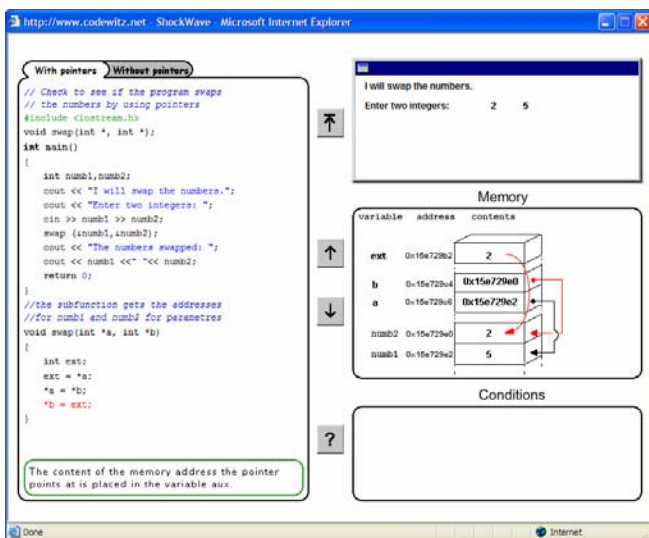 http://www.codewitz.net - ShockWave - Microsoft Internet Explorer
With pointers Without pointers
// Check to see if the program swaps
// the numbers by using pointers
#include <iostream.h>
void swap(int *, int *);
int main()
{
int numb1,numb2;
cout << "I will swap the numbers.";
cout << "Enter two integers: ";
cin >> numb1 >> numb2;
swap (&numb1,&numb2);
cout << "The numbers swapped: ";
cout << numb1 <<" "<< numb2;
return 0;
}
//the subfunction gets the addresses
//for numb1 and numb2 for parametres
void swap(int *a, int *b)
{
int ext;
ext = *a;
*a = *b;
*b = ext;
}
The content of the memory address the pointer
points at is placed in the variable aux.
?
I will swap the numbers.
Enter two integers: 2 5
Memory
variable address contents
ext 0x15e729b2 2
b 0x15e729c4 0x15e729e0
a 0x15e729c6 0x15e729e2
numb2 0x15e729e0 2
numb1 0x15e729e2 5
Conditions
Done
Internet